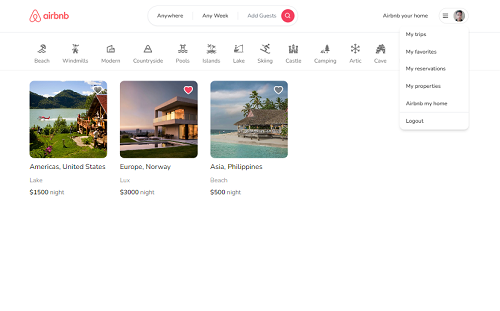 airbnb
Anywhere
Any Week
Add Guests
Airbnb your home
Beach
Windmills
Modern
Countryside
Pools
Islands
Lake
Skiing
Castle
Camping
Artic
Cave
My trips
My favorites
My reservations
My properties
Airbnb my home
Logout
Americas, United States
Lake
$1500 night
Europe, Norway
Lux
$3000 night
Asia, Philippines
Beach
$500 night